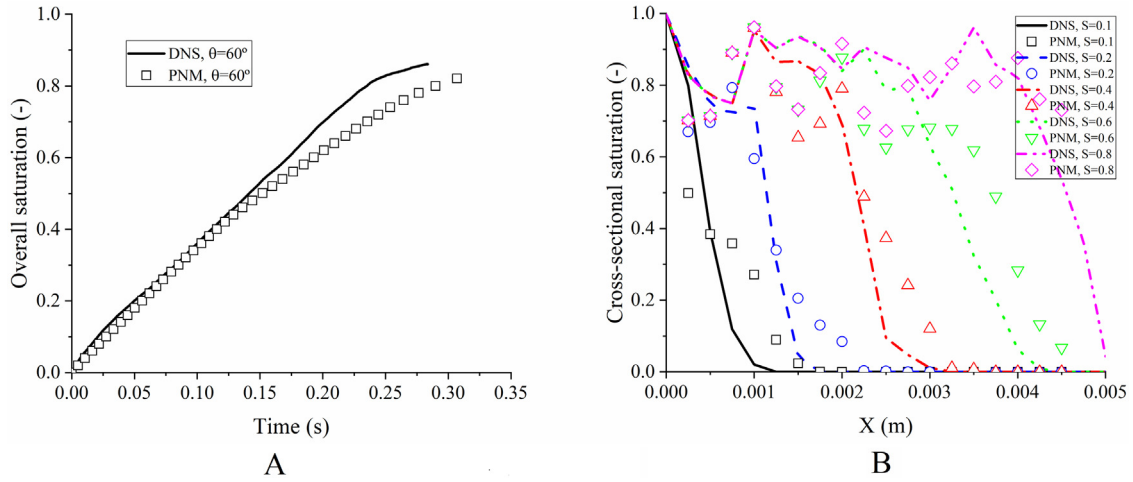 1.0
0.8
0.6
0.4
0.2
0.0
0.00 0.05 0.10 0.15 0.20 0.25 0.30 0.35
Overall saturation (-)
Time (s)
DNS, θ=60º
PNM, θ=60º
A
1.0
0.8
0.6
0.4
0.2
0.0
0.000 0.001 0.002 0.003 0.004 0.005
Cross-sectional saturation (-)
X (m)
DNS, S=0.1
PNM, S=0.1
DNS, S=0.2
PNM, S=0.2
DNS, S=0.4
PNM, S=0.4
DNS, S=0.6
PNM, S=0.6
DNS, S=0.8
PNM, S=0.8
B